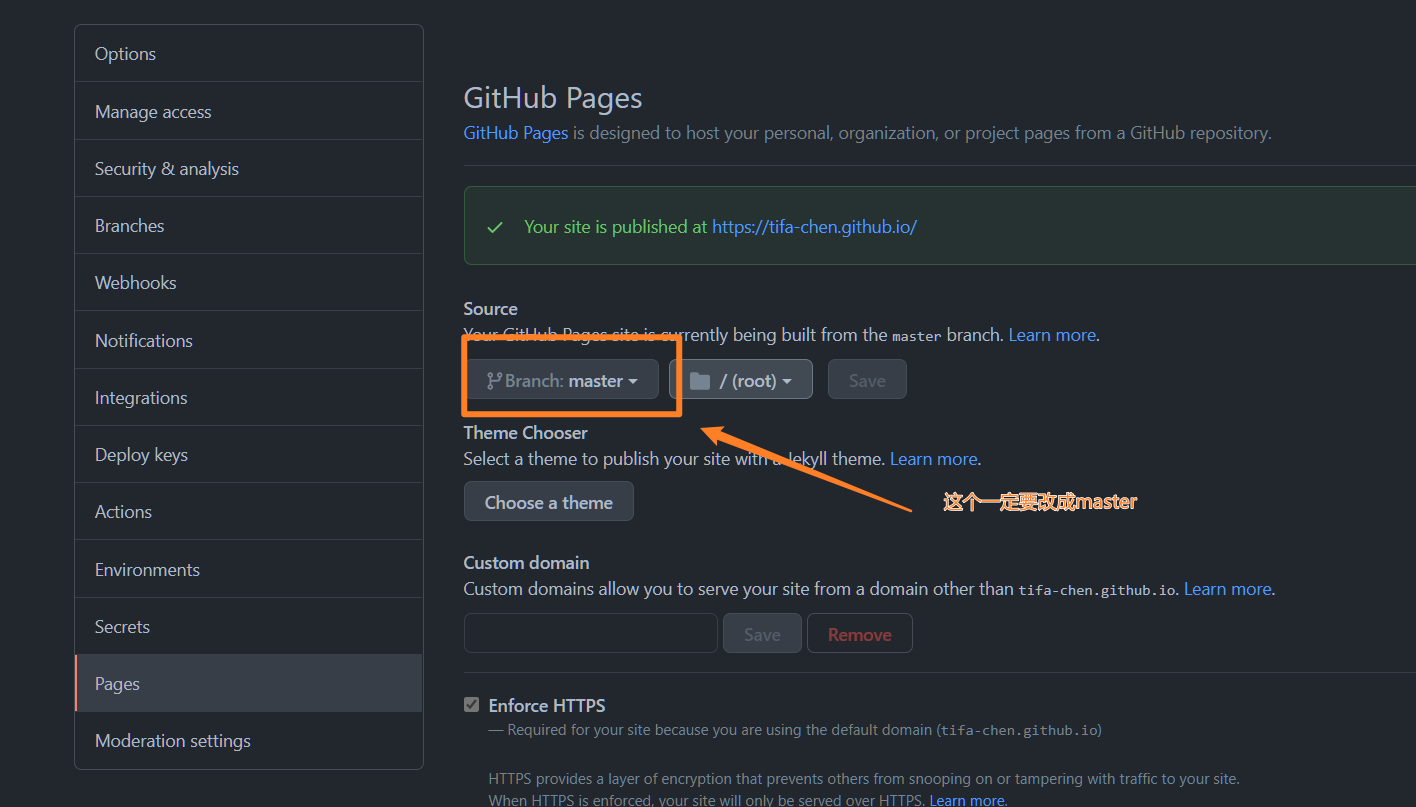 Options
Manage access
Security & analysis
Branches
Webhooks
Notifications
Integrations
Deploy keys
Actions
Environments
Secrets
Pages
Moderation settings
GitHub Pages
GitHub Pages is designed to host your personal, organization, or project pages from a GitHub repository.
Your site is published at https://tifa-chen.github.io/
Source
Your GitHub Pages site is currently being built from the master branch. Learn more.
Branch: master
/ (root)
Save
Theme Chooser
Select a theme to publish your site with a Jekyll theme. Learn more.
Choose a theme
这个一定要改成master
Custom domain
Custom domains allow you to serve your site from a domain other than tifa-chen.github.io. Learn more.
Save
Remove
Enforce HTTPS
— Required for your site because you are using the default domain (tifa-chen.github.io)
HTTPS provides a layer of encryption that prevents others from snooping on or tampering with traffic to your site.
When HTTPS is enforced, your site will only be served over HTTPS. Learn more.